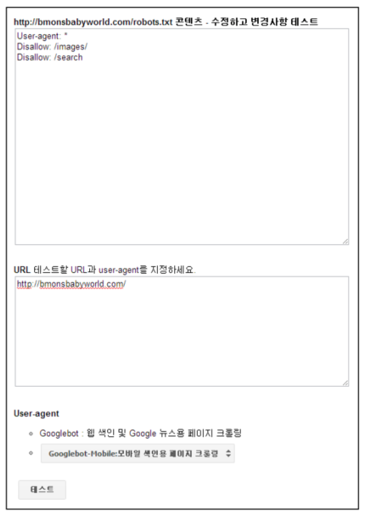 http://bmonsbabyworld.com/robots.txt 콘텐츠 - 수정하고 변경사항 테스트
User-agent: *
Disallow: /images/
Disallow: /search
URL 테스트할 URL과 user-agent를 지정하세요.
http://bmonsbabyworld.com/
User-agent
Googlebot : 웹 색인 및 Google 뉴스용 페이지 크롤링
Googlebot-Mobile:모바일 색인용 페이지 크롤링
테스트